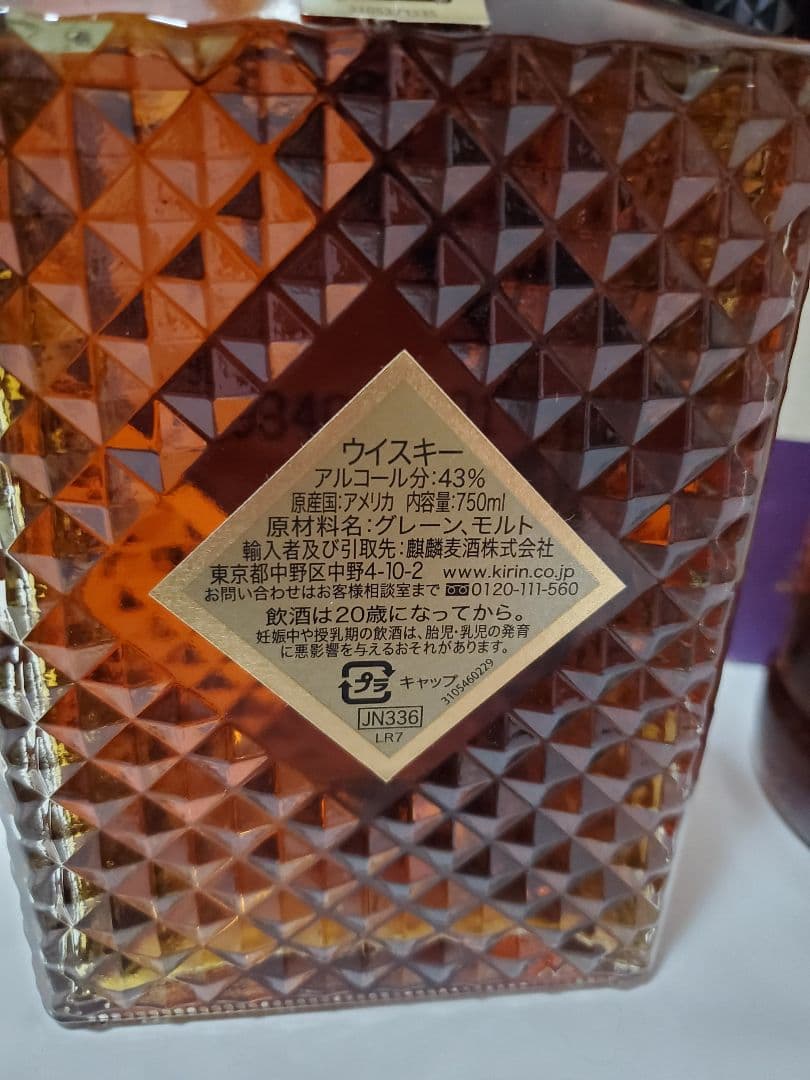 ウイスキー
アルコール分:43%
原産国:アメリカ 内容量:750ml
原材料名:グレーン、モルト
輸入者及び引取先:麒麟麦酒株式会社
東京都中野区中野4-10-2 www.kirin.co.jp
お問い合わせはお客様相談室まで 0120-111-560
飲酒は20歳になってから。
妊娠中や授乳期の飲酒は、胎児・乳児の発育
に悪影響を与えるおそれがあります。
プラ キャップ
3105460229
JN336
LR7